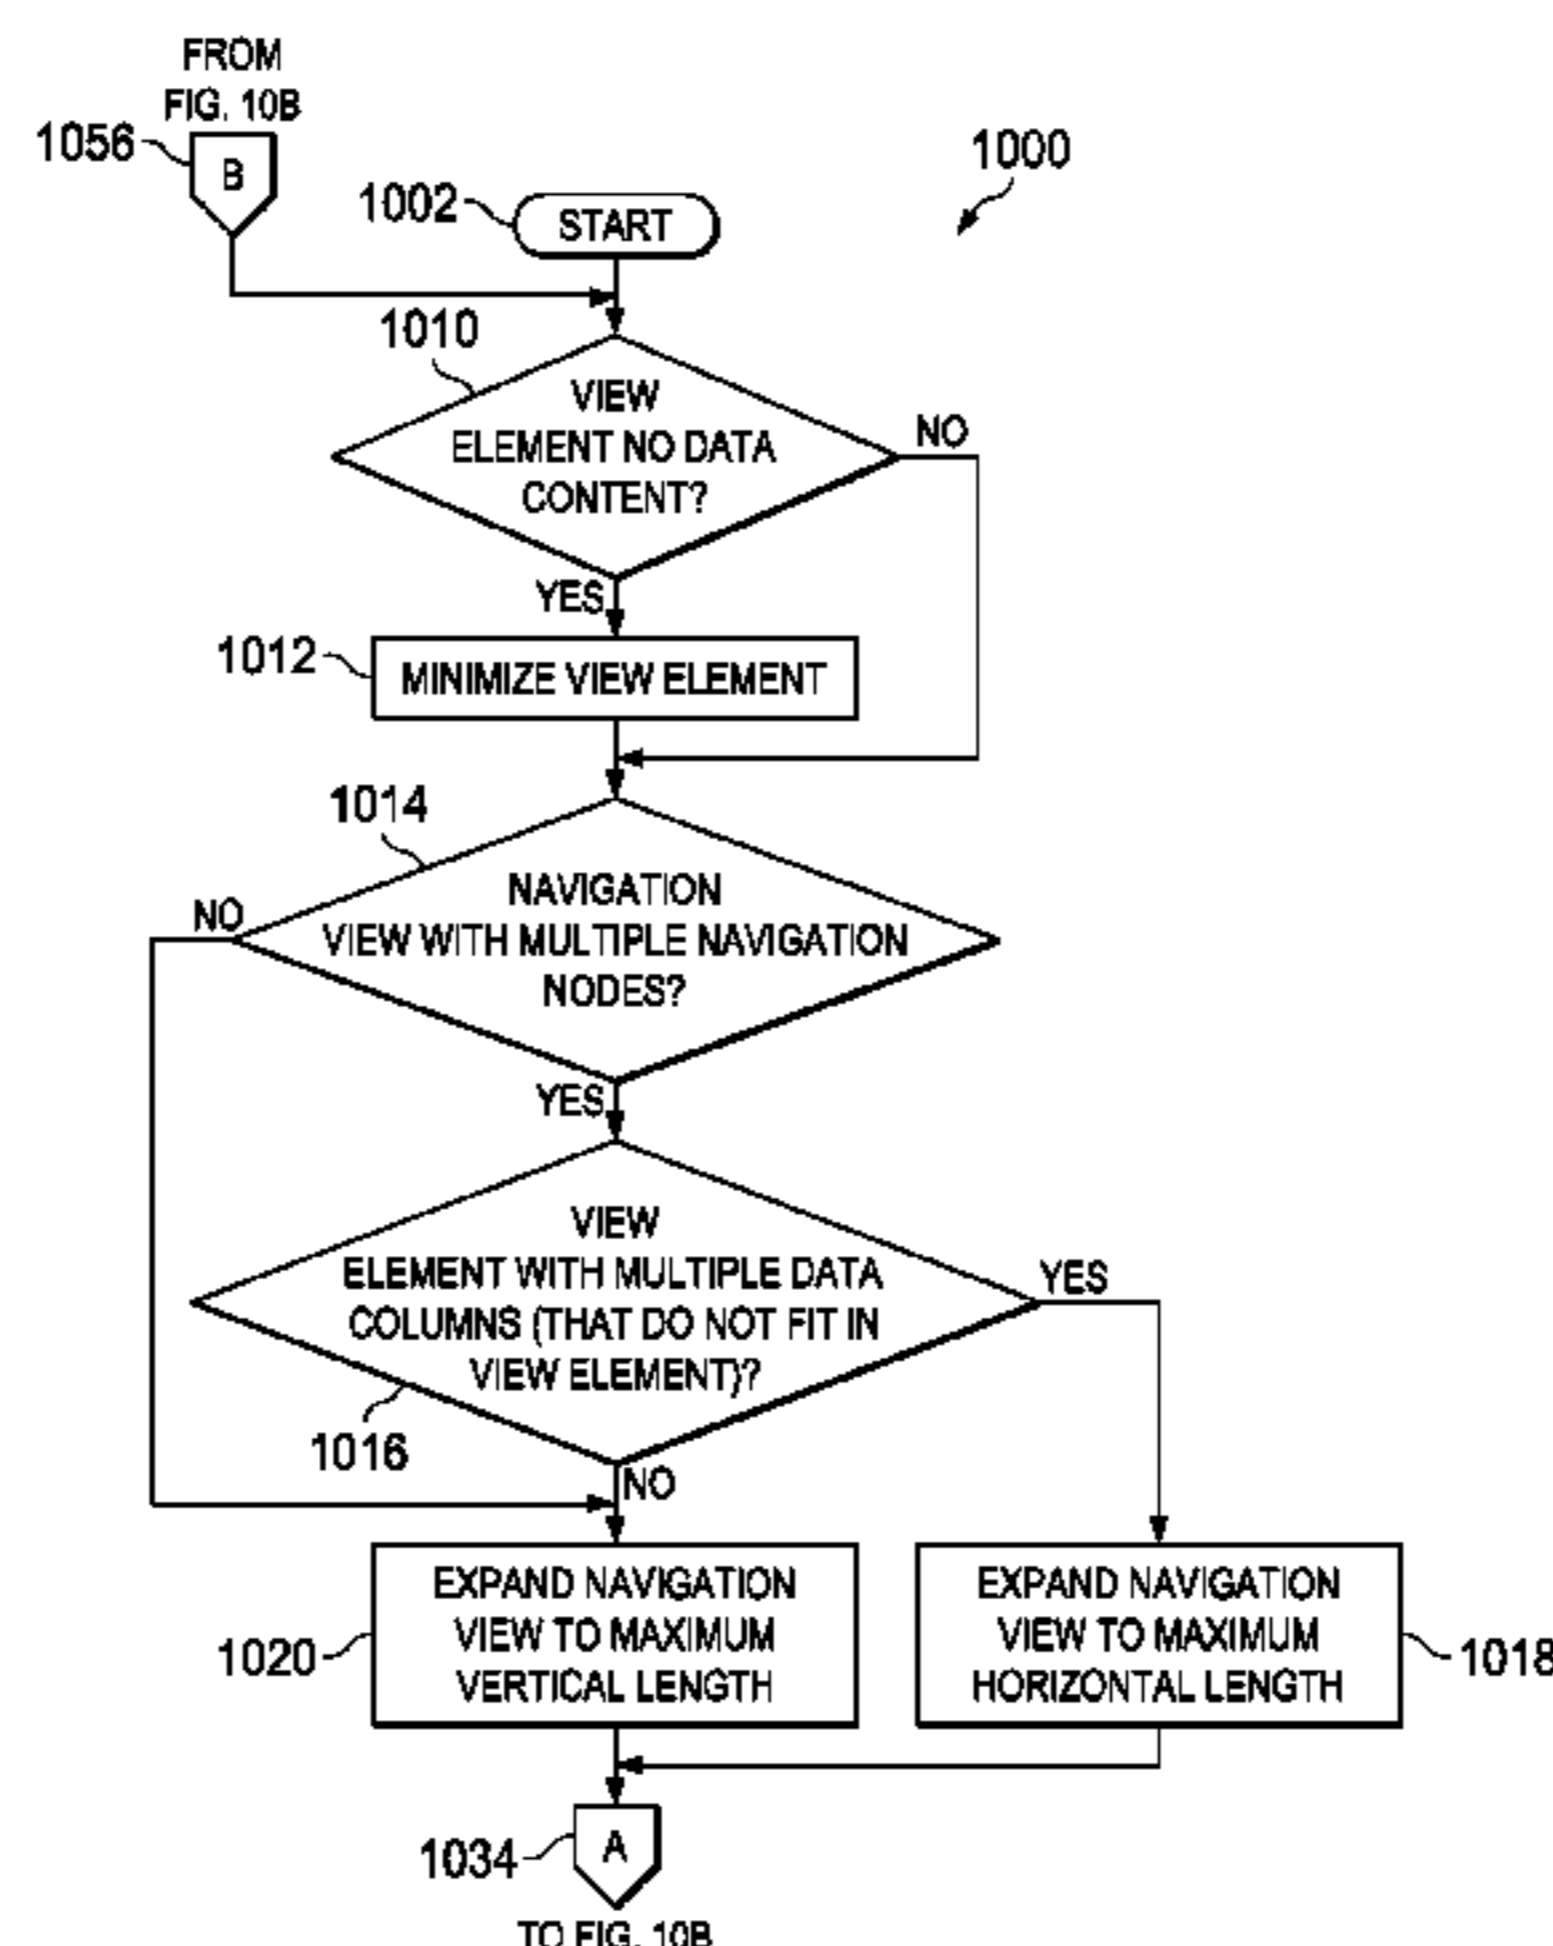 FROM
FIG. 10B
1056
B
1000
1002
START
1010
VIEW
ELEMENT NO DATA
CONTENT?
NO
YES
1012
MINIMIZE VIEW ELEMENT
1014
NAVIGATION
VIEW WITH MULTIPLE NAVIGATION
NODES?
NO
YES
VIEW
ELEMENT WITH MULTIPLE DATA
COLUMNS (THAT DO NOT FIT IN
VIEW ELEMENT)?
YES
1016
NO
EXPAND NAVIGATION
VIEW TO MAXIMUM
VERTICAL LENGTH
1020
EXPAND NAVIGATION
VIEW TO MAXIMUM
HORIZONTAL LENGTH
1018
1034
A
TO FIG. 10B